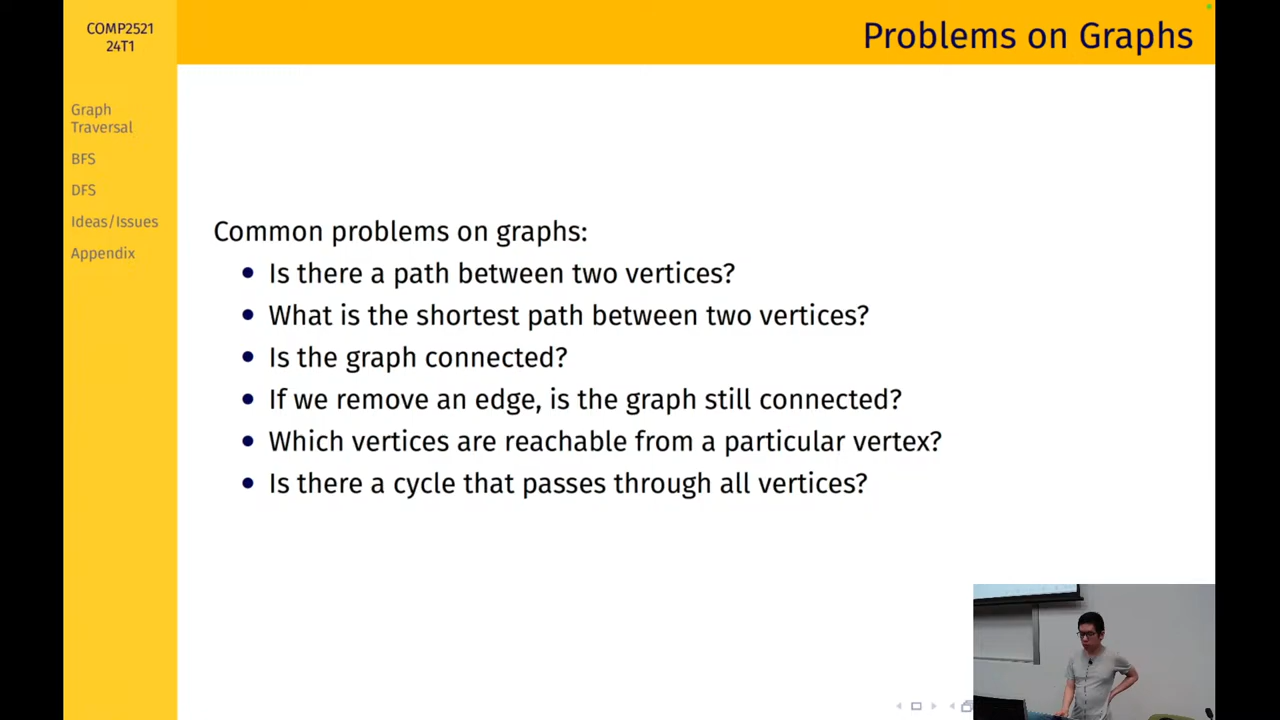 COMP2521
24T1
Problems on Graphs
Graph
Traversal
BFS
DFS
Ideas/Issues
Appendix
Common problems on graphs:
• Is there a path between two vertices?
• What is the shortest path between two vertices?
• Is the graph connected?
• If we remove an edge, is the graph still connected?
• Which vertices are reachable from a particular vertex?
• Is there a cycle that passes through all vertices?